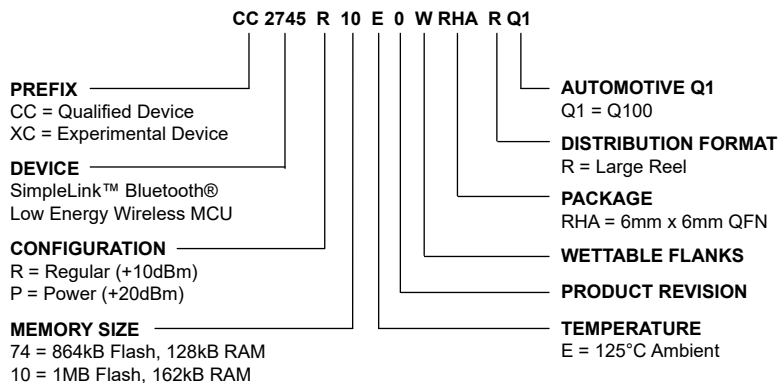 CC 2745 R 10 E 0 W RHA R Q1
PREFIX
CC = Qualified Device
XC = Experimental Device
DEVICE
SimpleLink™ Bluetooth®
Low Energy Wireless MCU
CONFIGURATION
R = Regular (+10dBm)
P = Power (+20dBm)
MEMORY SIZE
74 = 864kB Flash, 128kB RAM
10 = 1MB Flash, 162kB RAM
AUTOMOTIVE Q1
Q1 = Q100
DISTRIBUTION FORMAT
R = Large Reel
PACKAGE
RHA = 6mm x 6mm QFN
WETTABLE FLANKS
PRODUCT REVISION
TEMPERATURE
E = 125°C Ambient